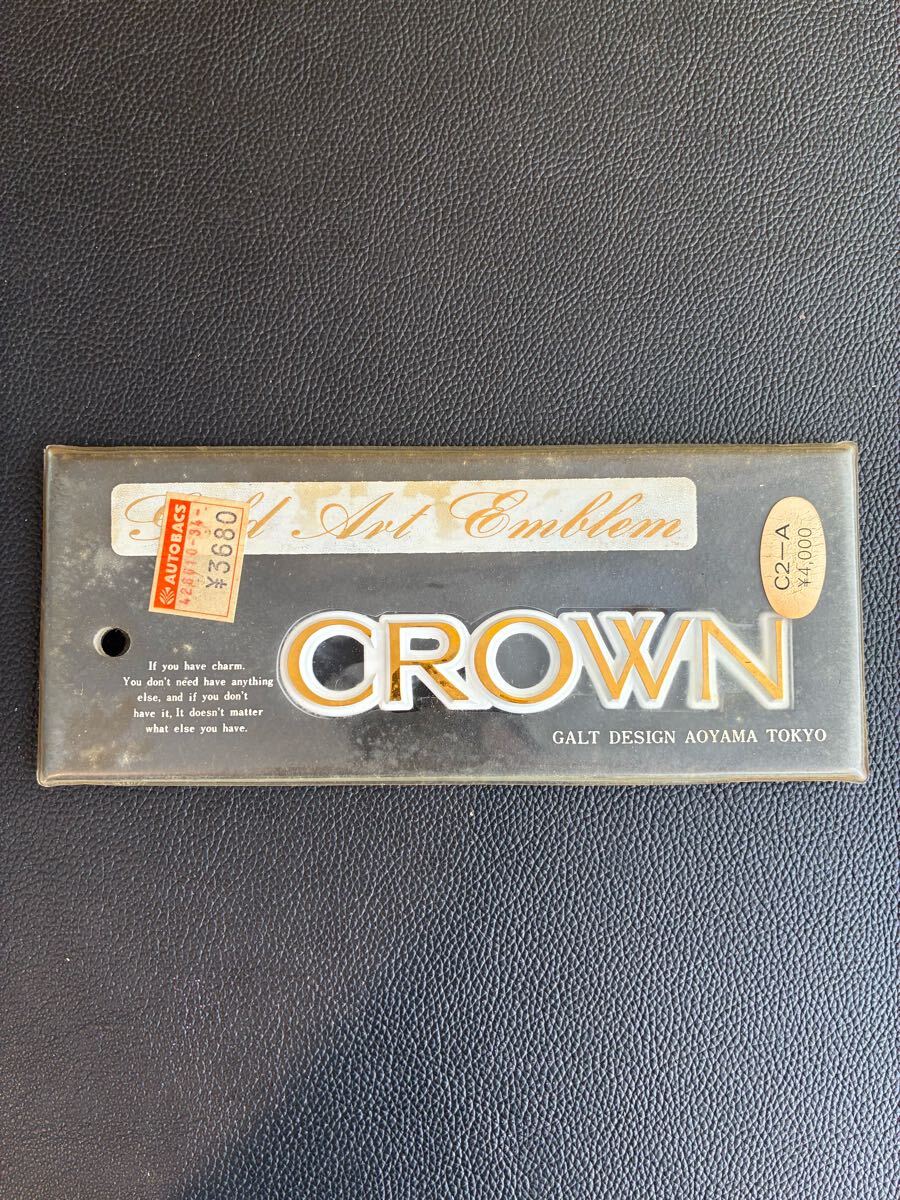 Art Emblem
AUTOBACS
¥3680
C2-A
¥4,000
CROWN
If you have charm.
You don't need have anything
else, and if you don't
have it, It doesn't matter
what else you have.
GALT DESIGN AOYAMA TOKYO